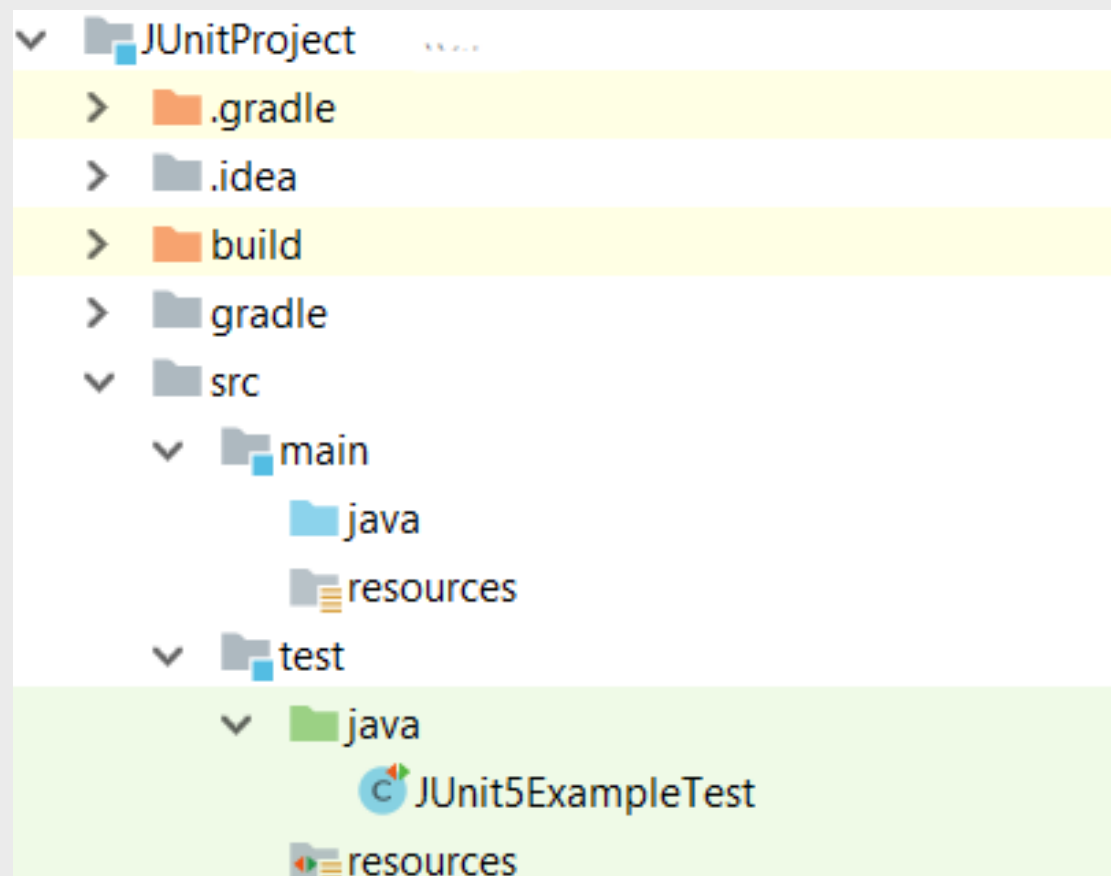 JUnitProject
.gradle
.idea
build
gradle
src
main
java
resources
test
java
C JUnit5ExampleTest
resources